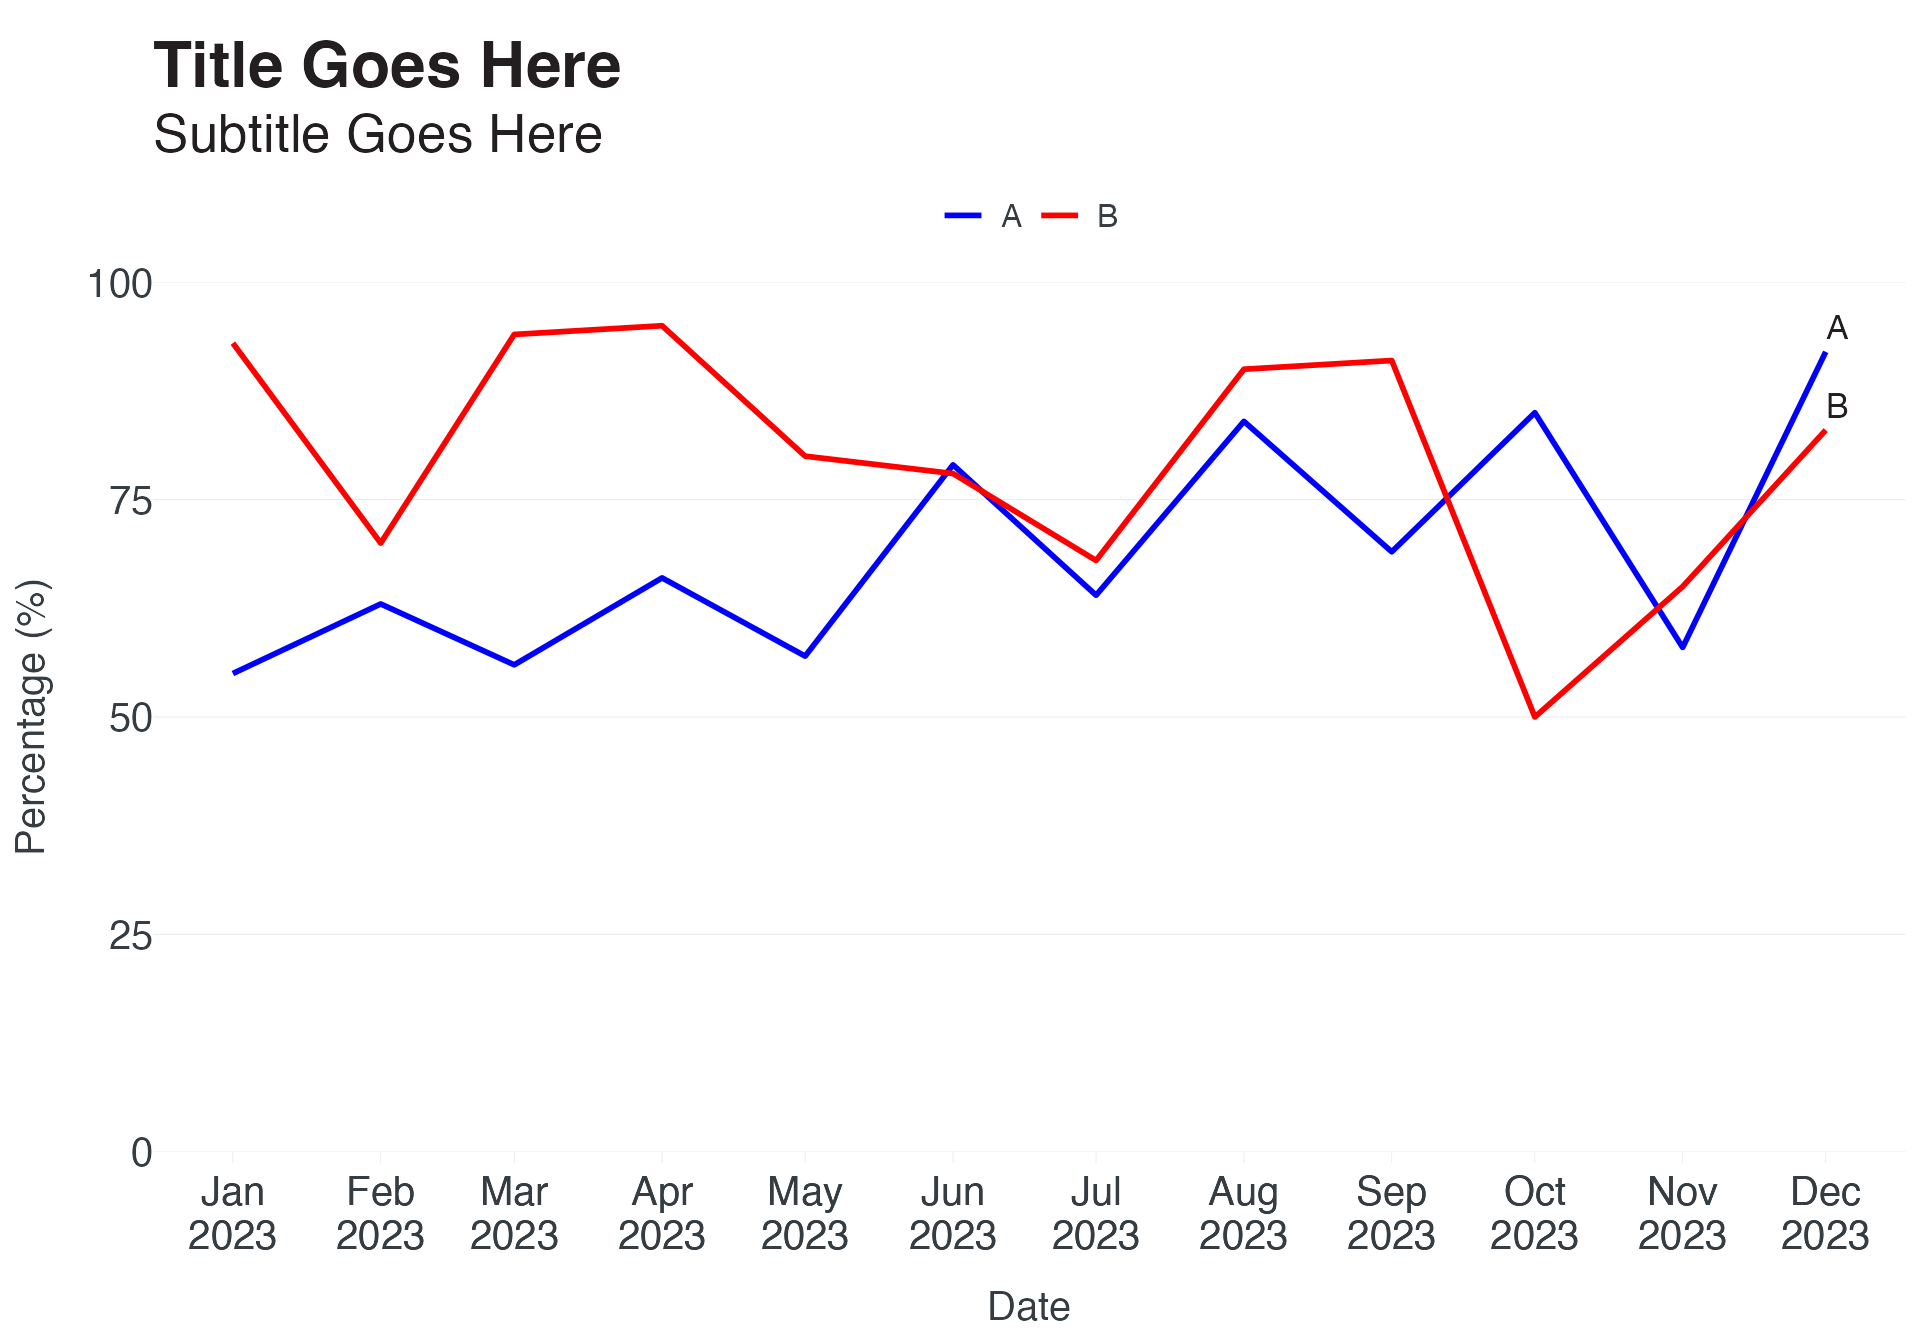 Title Goes Here
Subtitle Goes Here
A B
100
75
50
25
0
Percentage (%)
A
B
Jan Feb Mar Apr May Jun Jul Aug Sep Oct Nov Dec
2023 2023 2023 2023 2023 2023 2023 2023 2023 2023 2023 2023
Date